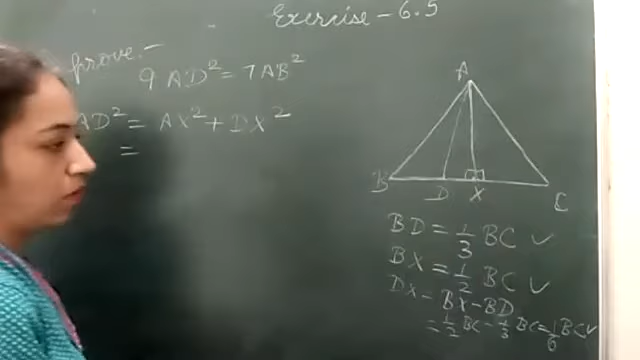 Exercise - 6.5
prove. -
9 AD² = 7 AB²
AD² = AX² + DX²
=
A
B
D
X
C
BD = 1/3 BC ✓
BX = 1/2 BC ✓
DX - BX - BD
= 1/2 BC - 1/3 BC = 1/6 BC ✓